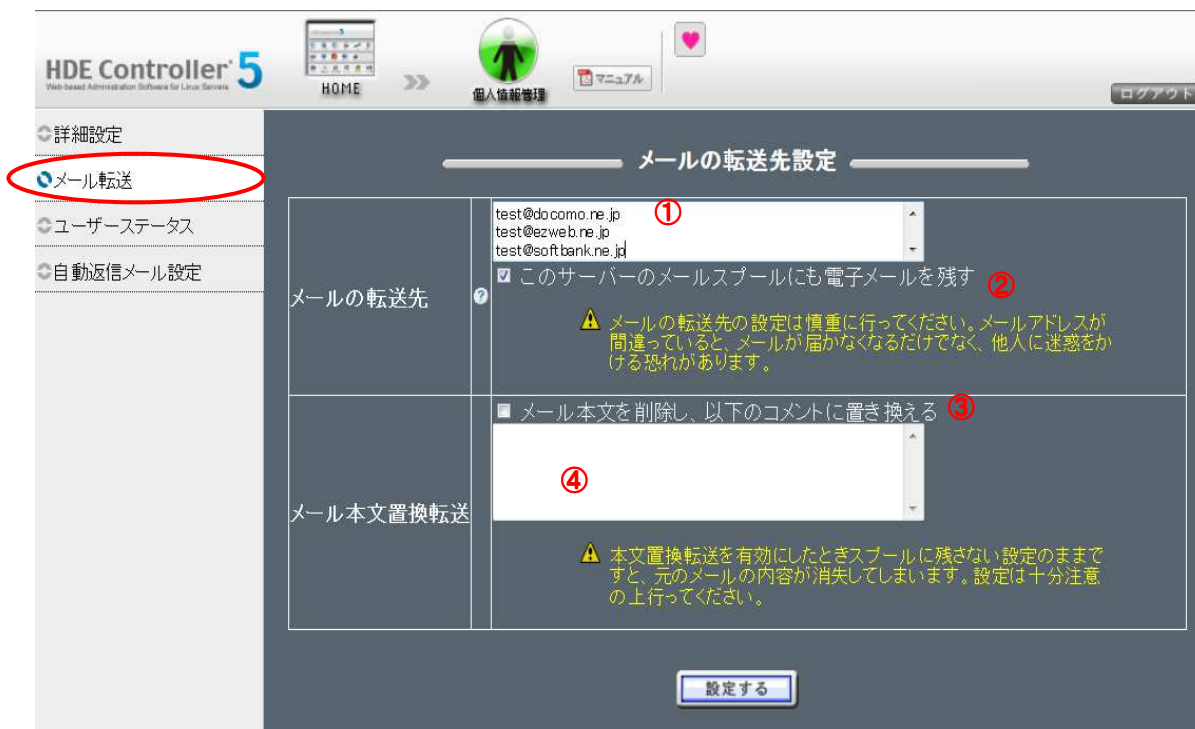 HDE Controller 5
Web-based Administration Software for Linux Servers
HOME
個人情報管理
マニュアル
ログアウト
詳細設定
メール転送
ユーザーステータス
自動返信メール設定
メールの転送先設定
メールの転送先
test@docomo.ne.jp
①
test@ezweb.ne.jp
test@softbank.ne.jp
このサーバーのメールスプールにも電子メールを残す
②
メールの転送先の設定は慎重に行ってください。メールアドレスが
間違っていると、メールが届かなくなるだけでなく、他人に迷惑をか
ける恐れがあります。
メール本文置換転送
メール本文を削除し、以下のコメントに置き換える
③
④
本文置換転送を有効にしたときスプールに残さない設定のままで
すと、元のメールの内容が消失してしまいます。設定は十分注意
の上行ってください。
設定する